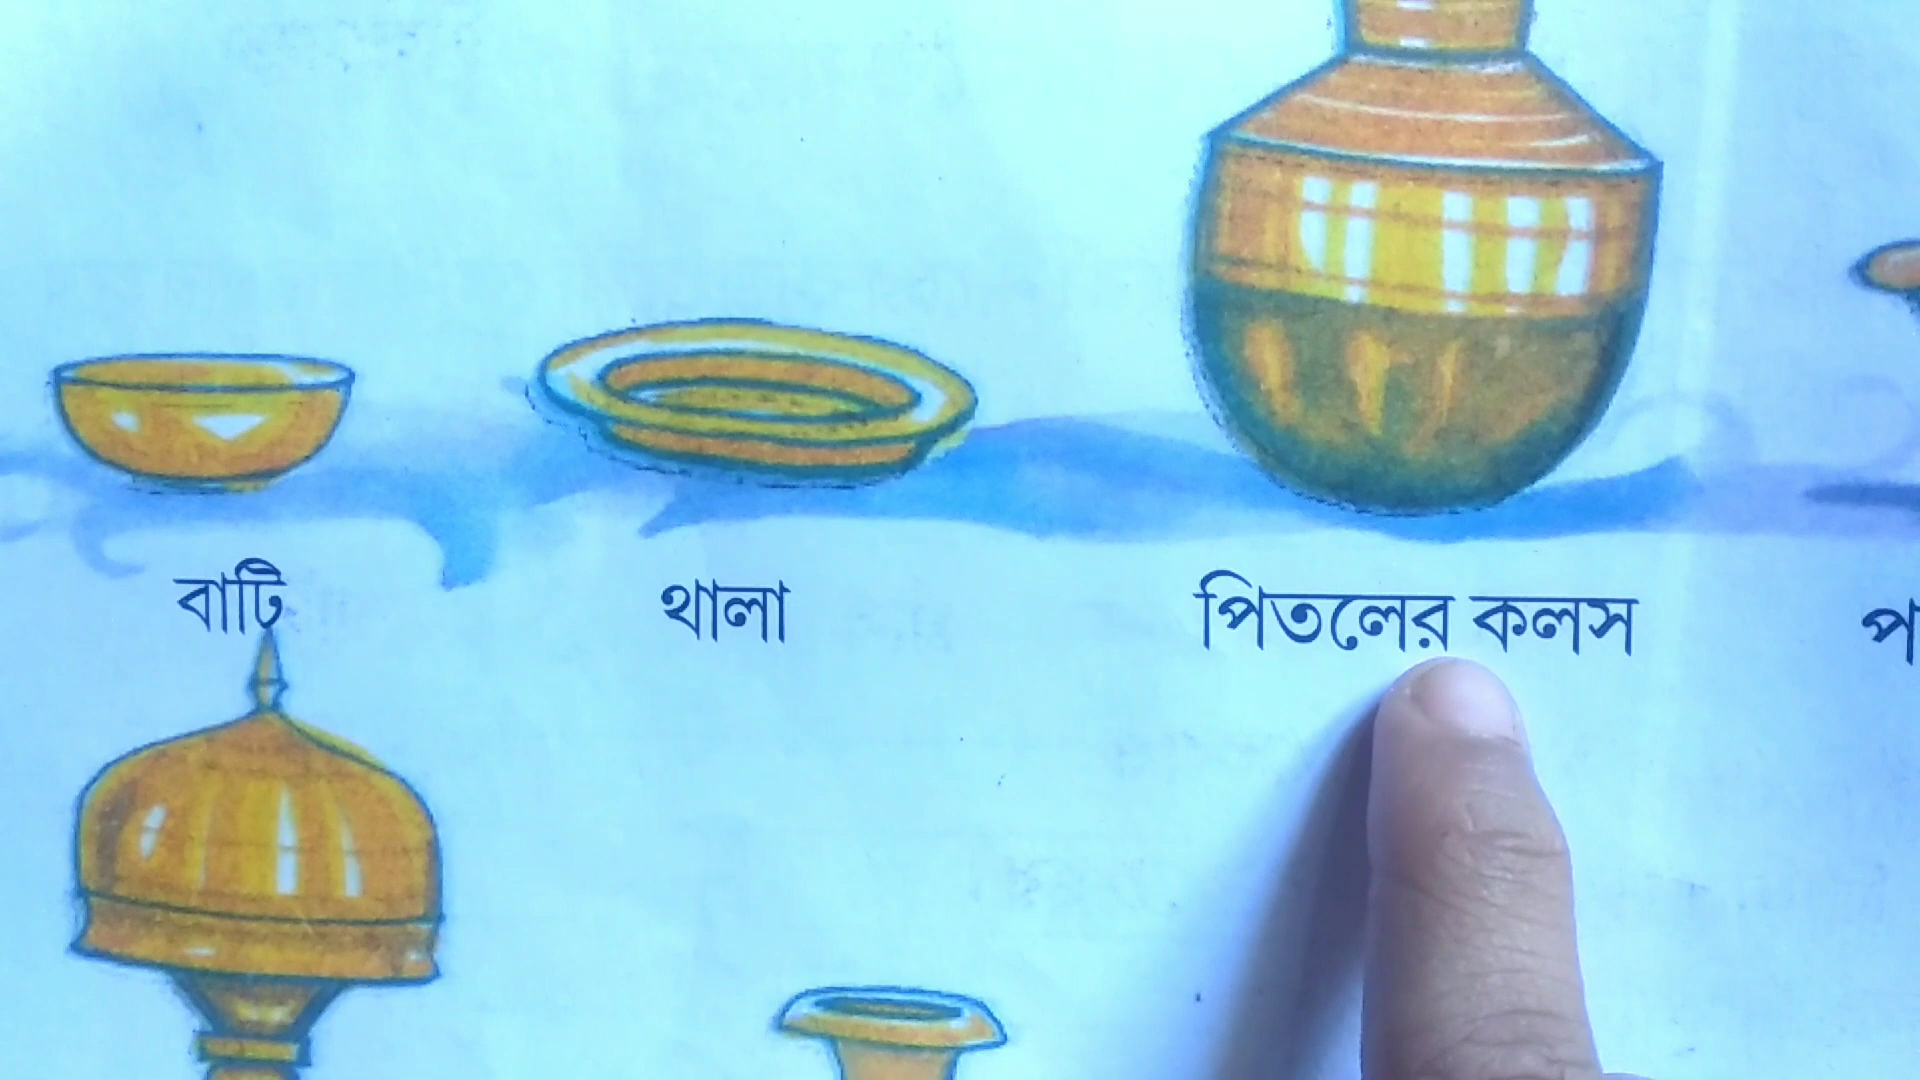 বাটি থালা পিতলের কলস